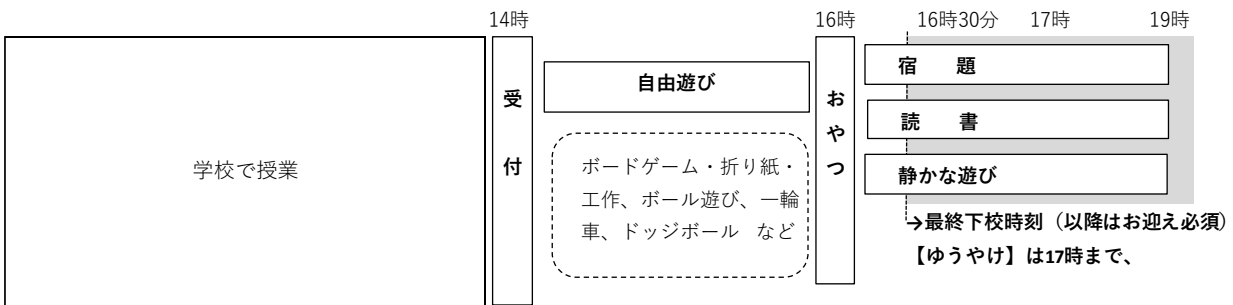 14時
16時
16時30分
17時
19時
学校で授業
受付
自由遊び
ボードゲーム・折り紙・
工作、ボール遊び、一輪
車、ドッジボール　など
おやつ
宿　　題
読　　書
静かな遊び
→最終下校時刻（以降はお迎え必須）
【ゆうやけ】は17時まで、